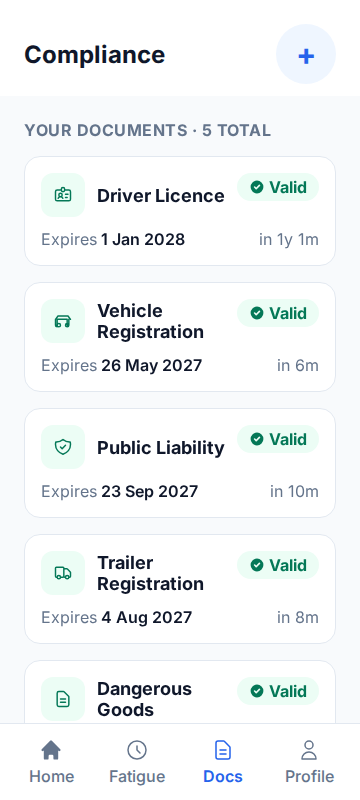 Compliance
+
YOUR DOCUMENTS · 5 TOTAL
Driver Licence
Valid
Expires 1 Jan 2028
in 1y 1m
Vehicle
Registration
Valid
Expires 26 May 2027
in 6m
Public Liability
Valid
Expires 23 Sep 2027
in 10m
Trailer
Registration
Valid
Expires 4 Aug 2027
in 8m
Dangerous
Goods
Valid
Home
Fatigue
Docs
Profile